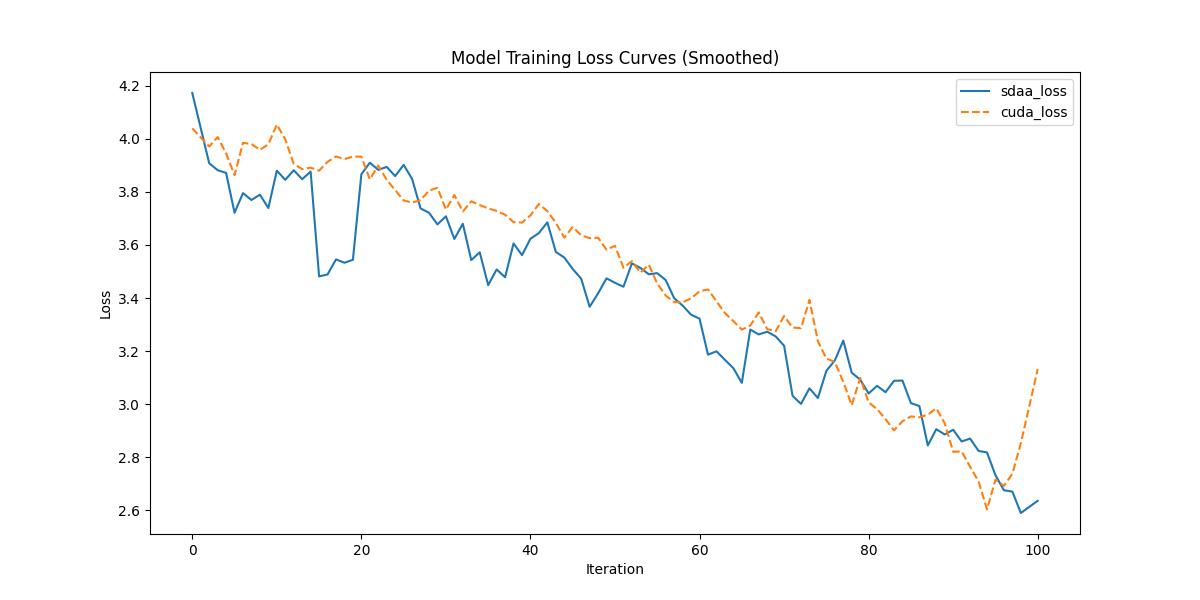 Model Training Loss Curves (Smoothed)
sdaa_loss
cuda_loss
Loss
4.2
4.0
3.8
3.6
3.4
3.2
3.0
2.8
2.6
0 20 40 60 80 100
Iteration